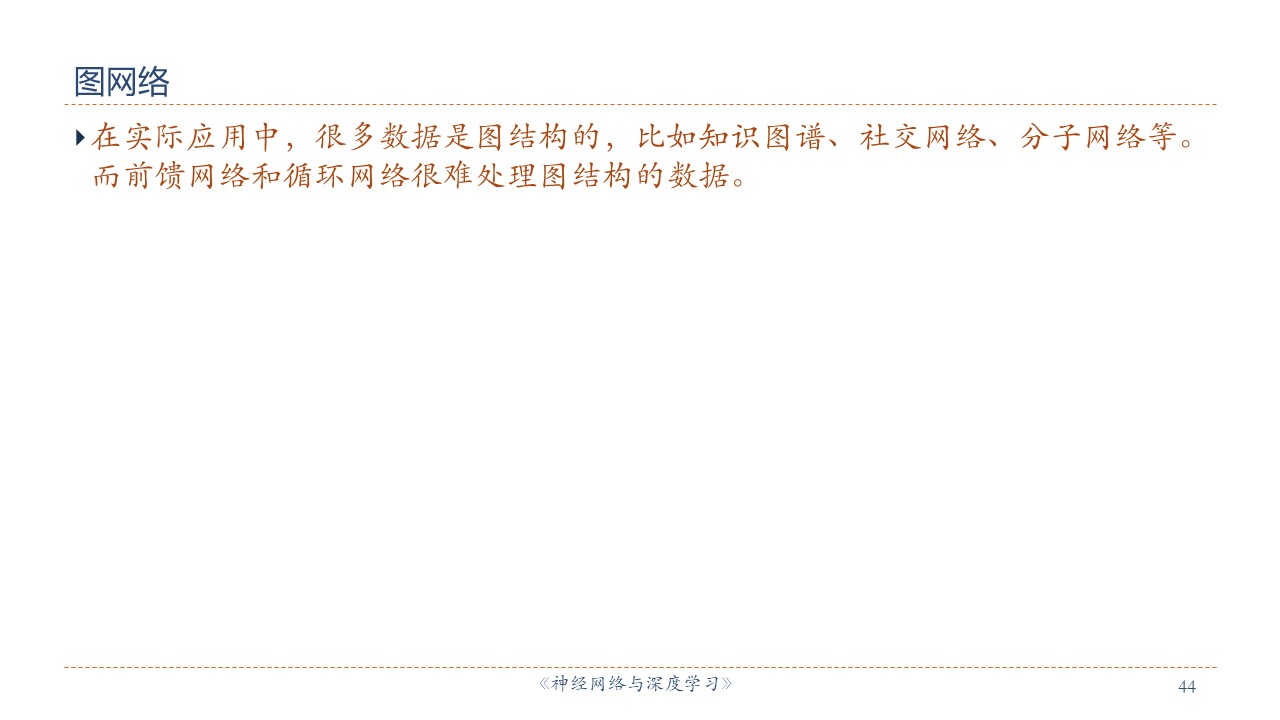 图网络
在实际应用中，很多数据是图结构的，比如知识图谱、社交网络、分子网络等。
而前馈网络和循环网络很难处理图结构的数据。
《神经网络与深度学习》
44